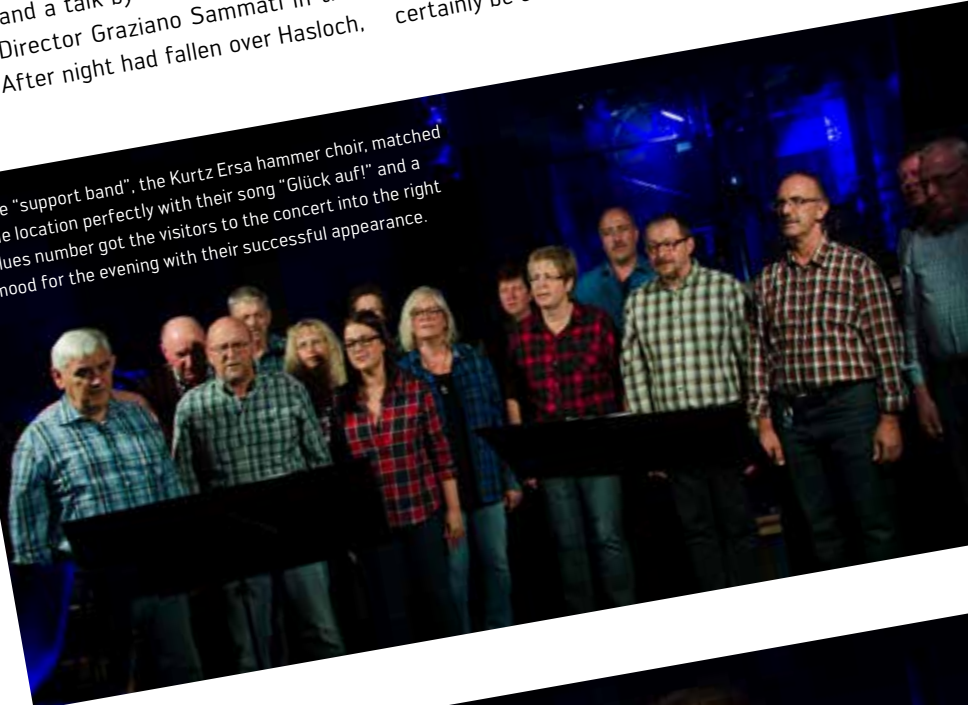 and a talk by
Director Graziano Sammati in
After night had fallen over Hasloch,
certainly be
"support band", the Kurtz Ersa hammer choir, matched
location perfectly with their song "Glück auf!" and a
number got the visitors to the concert into the right
for the evening with their successful appearance.